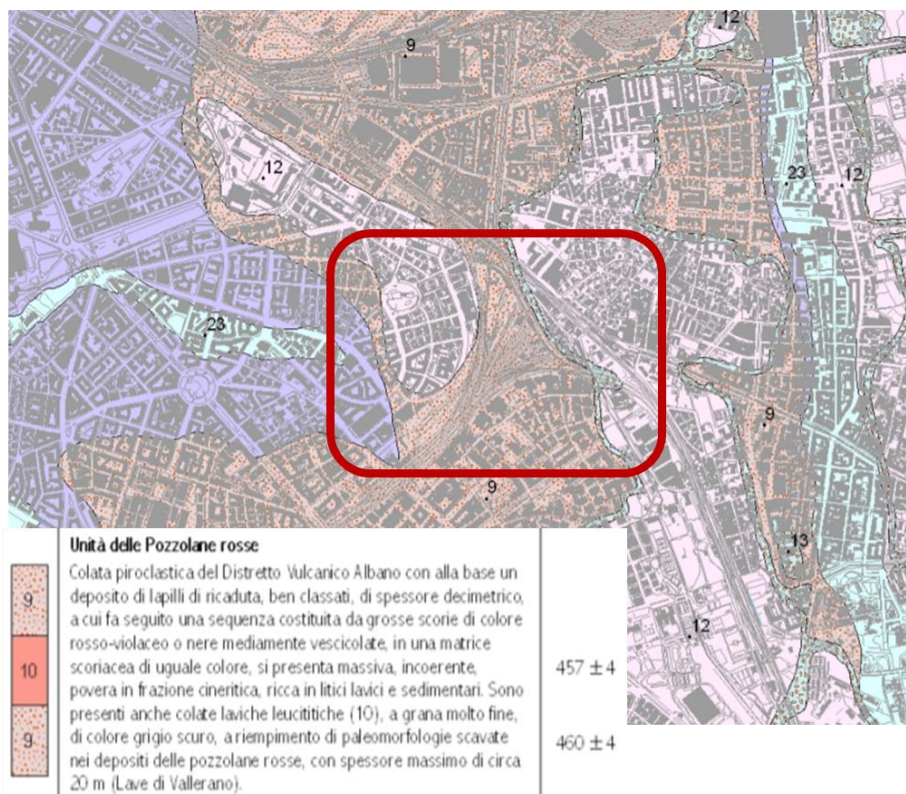 12
9
12
12
23
12
23
9
9
13
12
Unità delle Pozzolane rosse
Colata piroclastica del Distretto Vulcanico Albano con alla base un
deposito di lapilli di ricaduta, ben classati, di spessore decimetrico,
a cui fa seguito una sequenza costituita da grosse scorie di colore
rosso-violaceo o nere mediamente vescicolate, in una matrice
scoriacea di uguale colore, si presenta massiva, incoerente,
povera in frazione cineritica, ricca in litici lavici e sedimentari. Sono
presenti anche colate laviche leucititiche (10), a grana molto fine,
di colore grigio scuro, a riempimento di paleomorfologie scavate
nei depositi delle pozzolane rosse, con spessore massimo di circa
20 m (Lave di Vallerano).
9
10
9
457 ± 4
460 ± 4